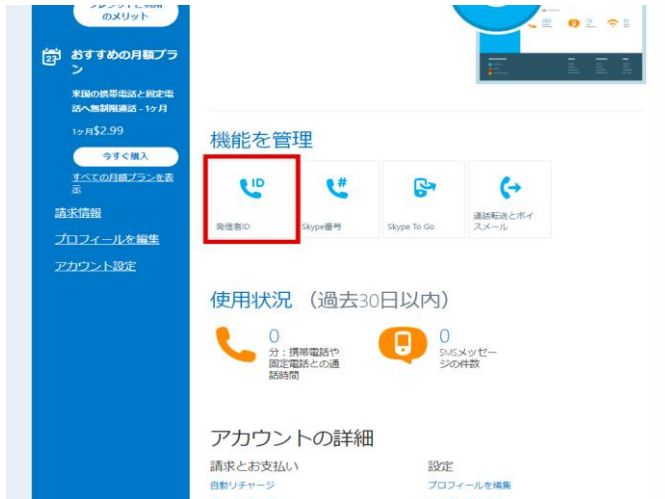 のメリット
23
おすすめの月額プラ
ン
米国の携帯電話と固定電
話へ無制限通話 - 1ヶ月
1ヶ月$2.99
今すぐ購入
すべての月額プランを表
示
請求情報
プロフィールを編集
アカウント設定
機能を管理
ID
発信者ID
#
Skype番号
Skype To Go
通話転送とボイ
スメール
使用状況 (過去30日以内)
0
分：携帯電話や
固定電話との通
話時間
0
SMSメッセー
ジの件数
アカウントの詳細
請求とお支払い
自動リチャージ
設定
プロフィールを編集